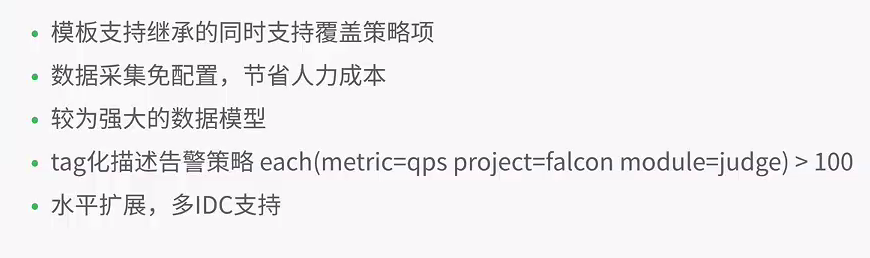 模板支持继承的同时支持覆盖策略项
数据采集免配置，节省人力成本
较为强大的数据模型
tag化描述告警策略 each(metric=qps project=falcon module=judge) > 100
水平扩展，多IDC支持